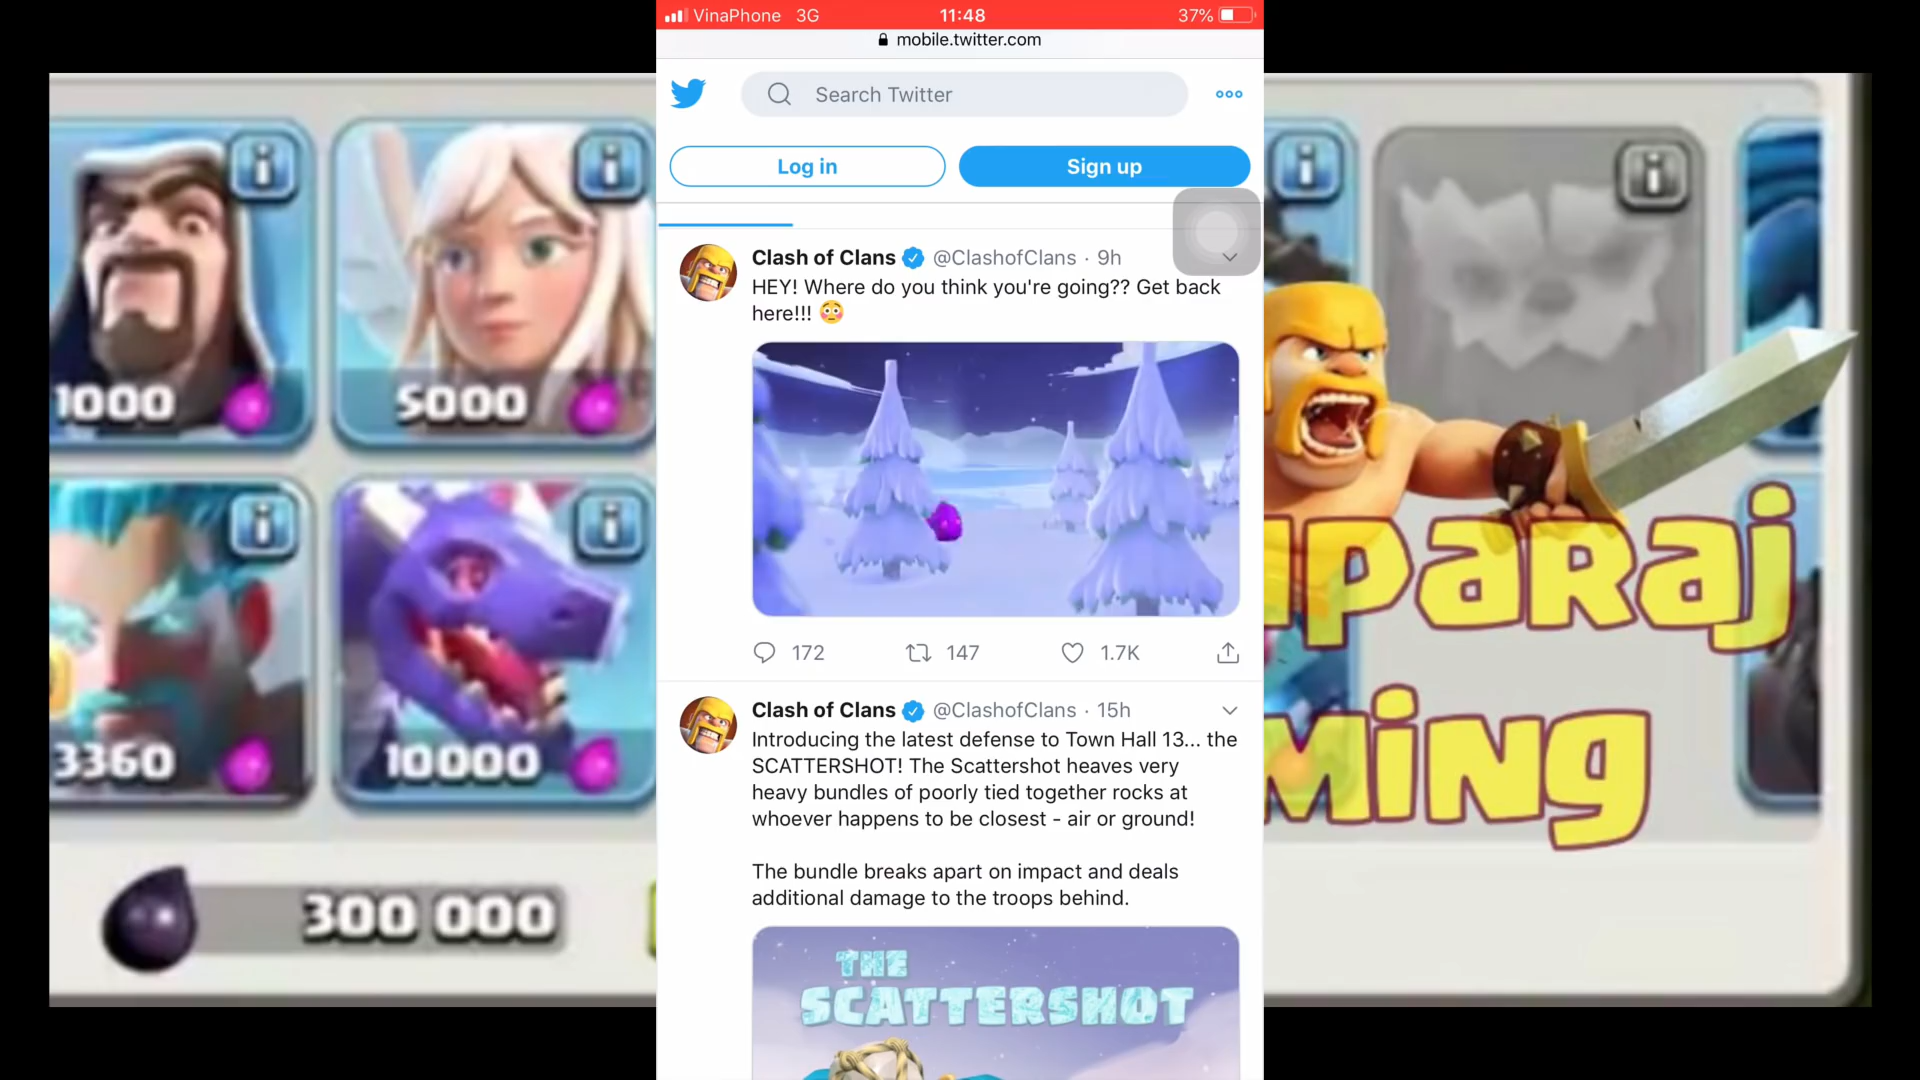 VinaPhone 3G 11:48 37%
mobile.twitter.com
Search Twitter
Log in Sign up
Clash of Clans @ClashofClans · 9h
HEY! Where do you think you're going?? Get back
here!!! 😳
172 147 1.7K
Clash of Clans @ClashofClans · 15h
Introducing the latest defense to Town Hall 13... the
SCATTERSHOT! The Scattershot heaves very
heavy bundles of poorly tied together rocks at
whoever happens to be closest - air or ground!
The bundle breaks apart on impact and deals
additional damage to the troops behind.
THE
SCATTERSHOT
1000 5000
3360 10000
300 000
paraj
ming